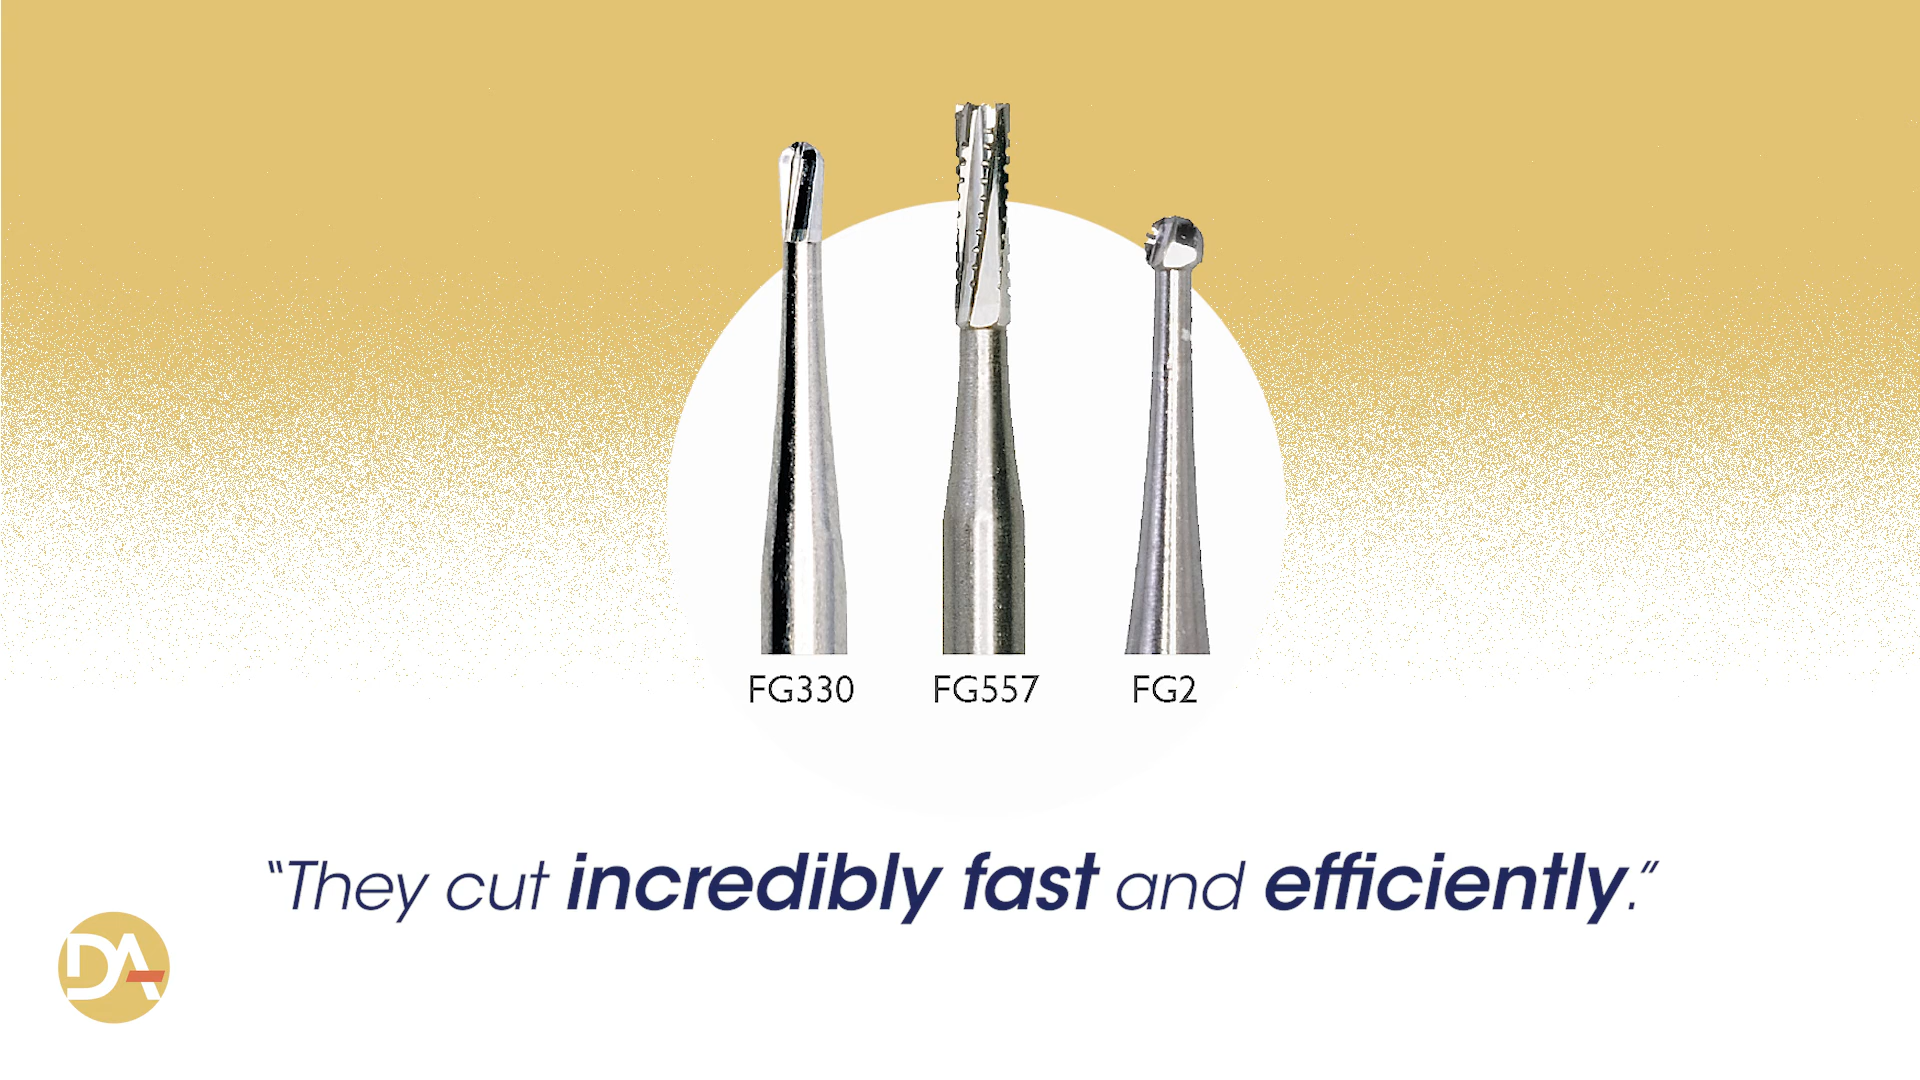 FG330 FG557 FG2
“They cut incredibly fast and efficiently.”
DA